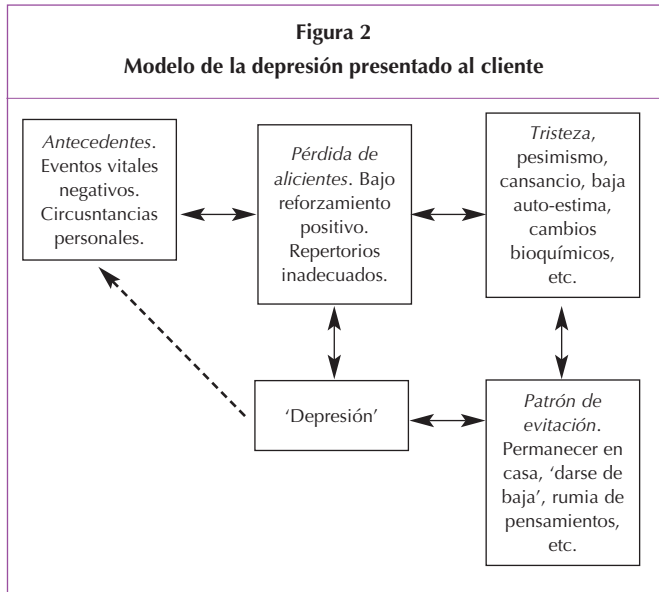 Figura 2
Modelo de la depresión presentado al cliente
Antecedentes.
Eventos vitales
negativos.
Circusntancias
personales.
Pérdida de
alicientes. Bajo
reforzamiento
positivo.
Repertorios
inadecuados.
Tristeza,
pesimismo,
cansancio, baja
auto-estima,
cambios
bioquímicos,
etc.
‘Depresión’
Patrón de
evitación.
Permanecer en
casa, ‘darse de
baja’, rumia de
pensamientos,
etc.